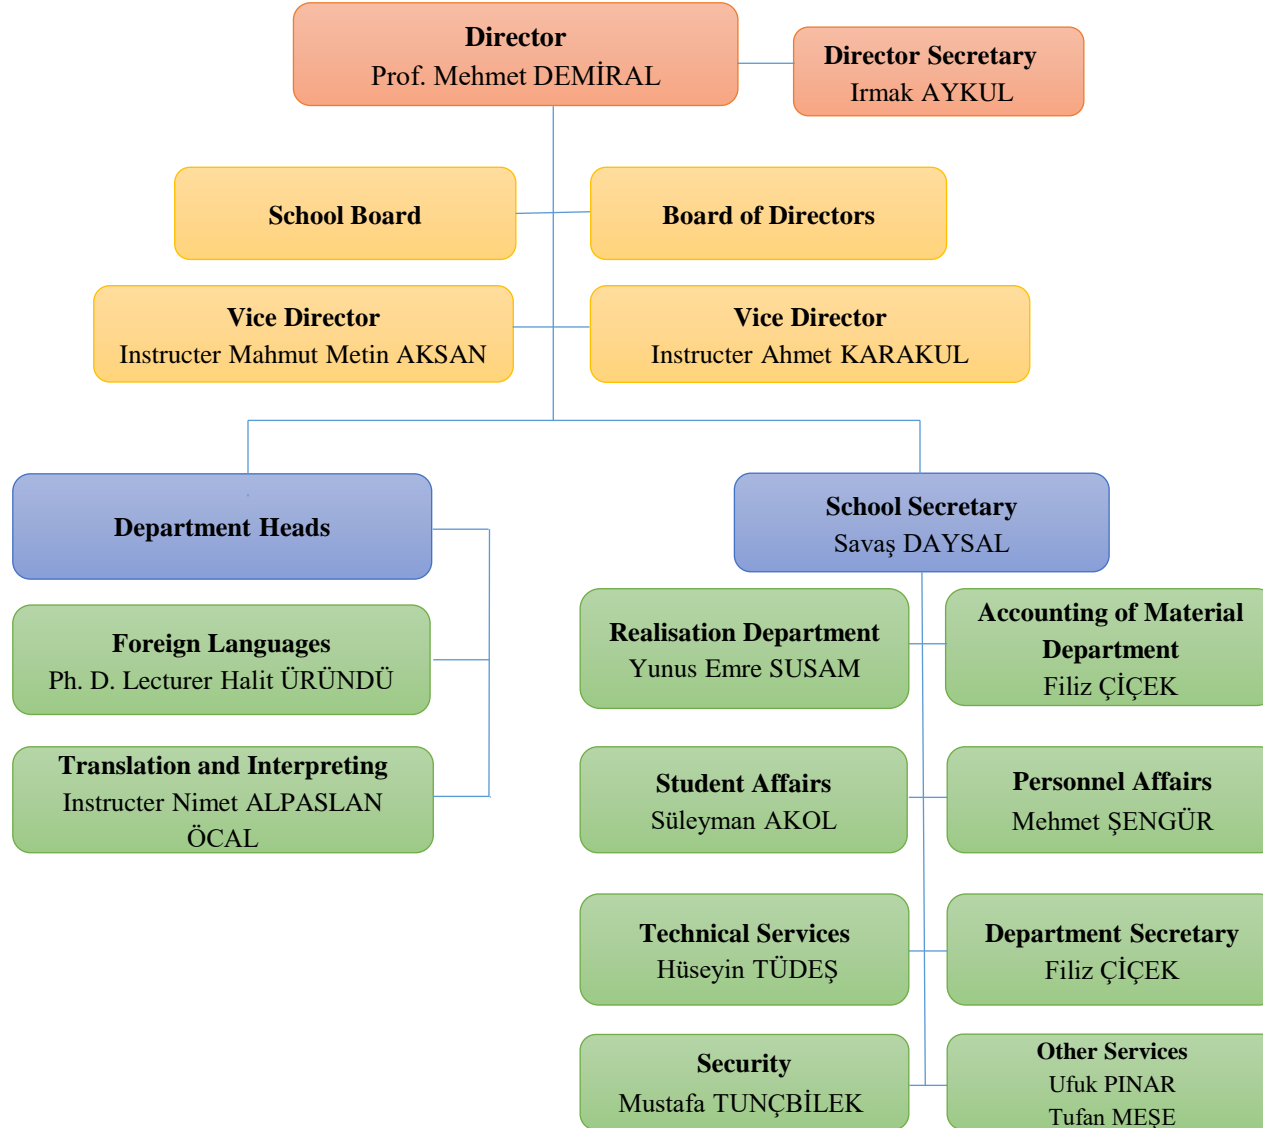 Director
Prof. Mehmet DEMİRAL
Director Secretary
Irmak AYKUL
School Board
Board of Directors
Vice Director
Instructer Mahmut Metin AKSAN
Vice Director
Instructer Ahmet KARAKUL
Department Heads
School Secretary
Savaş DAYSAL
Foreign Languages
Ph. D. Lecturer Halit ÜRÜNDÜ
Translation and Interpreting
Instructer Nimet ALPASLAN
ÖCAL
Realisation Department
Yunus Emre SUSAM
Accounting of Material
Department
Filiz ÇİÇEK
Student Affairs
Süleyman AKOL
Personnel Affairs
Mehmet ŞENGÜR
Technical Services
Hüseyin TÜDEŞ
Department Secretary
Filiz ÇİÇEK
Security
Mustafa TUNÇBİLEK
Other Services
Ufuk PINAR
Tufan MEŞE